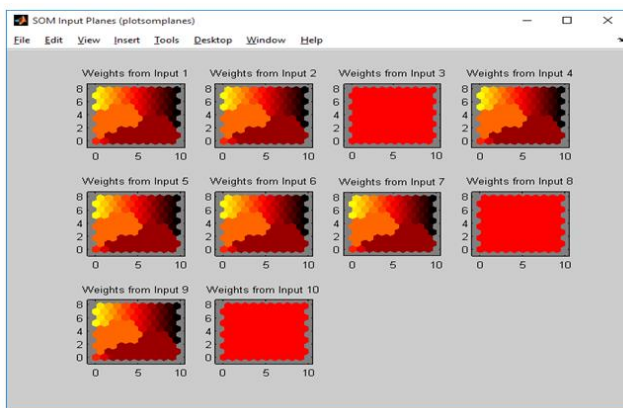 SOM Input Planes (plotsomplanes)
File Edit View Insert Tools Desktop Window Help
Weights from Input 1 Weights from Input 2 Weights from Input 3 Weights from Input 4
8 8 8 8
6 6 6 6
4 4 4 4
2 2 2 2
0 0 0 0
0 5 10 0 5 10 0 5 10 0 5 10
Weights from Input 5 Weights from Input 6 Weights from Input 7 Weights from Input 8
8 8 8 8
6 6 6 6
4 4 4 4
2 2 2 2
0 0 0 0
0 5 10 0 5 10 0 5 10 0 5 10
Weights from Input 9 Weights from Input 10
8 8
6 6
4 4
2 2
0 0
0 5 10 0 5 10